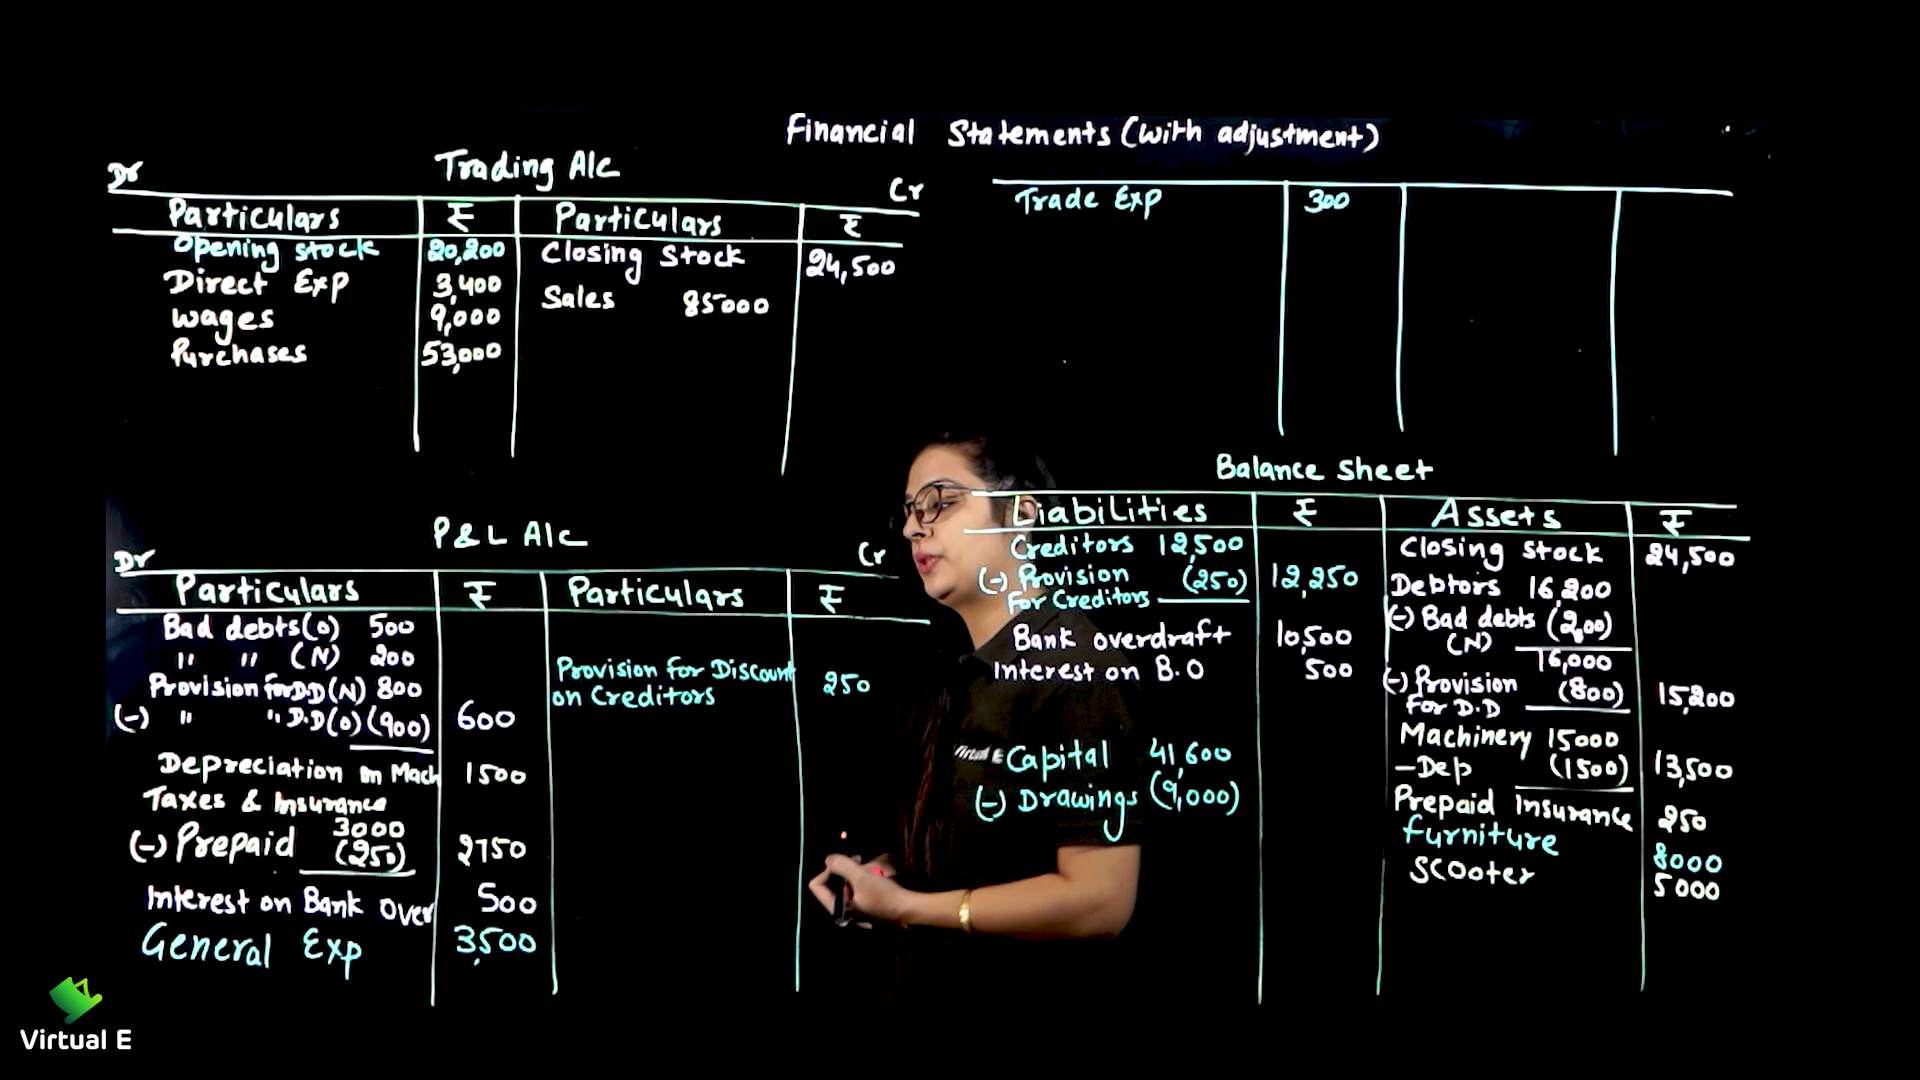 Financial Statements (with adjustment)
Trading A/c
Dr
Cr
Particulars ₹ Particulars ₹
Opening stock 20,200 Closing stock 24,500
Direct Exp 3,400 Sales 85000
Wages 9,000
Purchases 53,000
Trade Exp 300
P & L A/c
Dr
Cr
Particulars ₹ Particulars ₹
Bad debts (O) 500
" " (N) 200
Provision for D.D (N) 800
(-) " " D.D (O) (900) 600
Provision for Discount
on Creditors 250
Depreciation on Mach 1500
Taxes & Insurance
3000
(-) Prepaid (250) 2750
Interest on Bank Over 500
General Exp 3,500
Balance Sheet
Liabilities ₹ Assets ₹
Creditors 12,500
(-) Provision (250) 12,250
For Creditors
Bank overdraft 10,500
Interest on B.O 500
Capital 41,600
(-) Drawings (9,000)
Closing stock 24,500
Debtors 16,200
(-) Bad debts (200)
(N) 16,000
(-) Provision (800) 15,200
For D.D
Machinery 15000
-Dep (1500) 13,500
Prepaid Insurance 250
furniture 8000
Scooter 5000
Virtual E
Virtual E